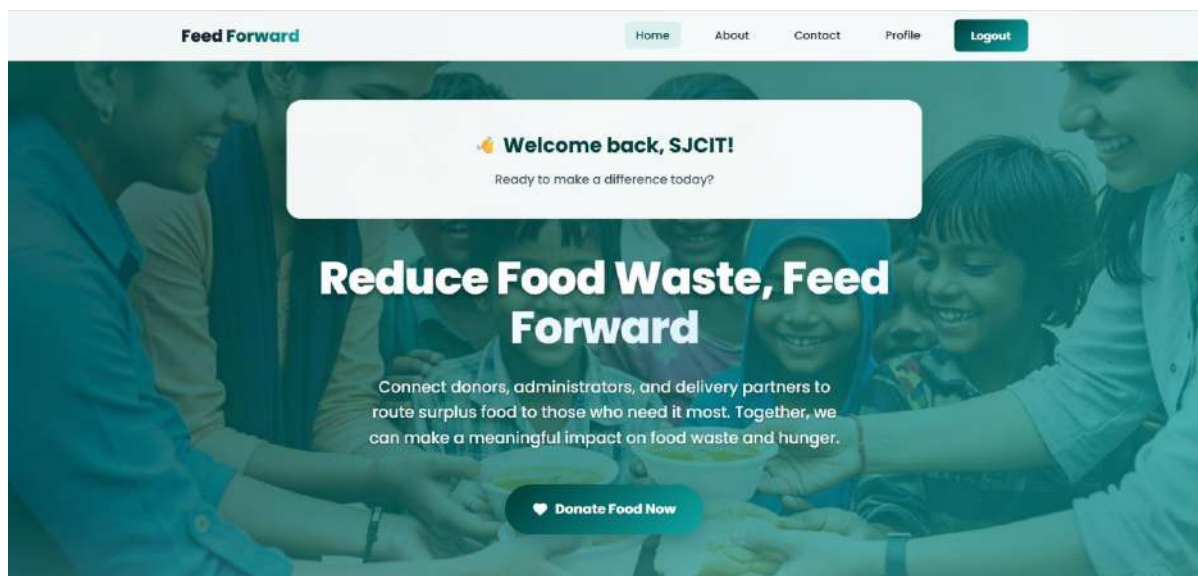 Feed Forward
Home About Contact Profile Logout
👋 Welcome back, SJCIT!
Ready to make a difference today?
Reduce Food Waste, Feed
Forward
Connect donors, administrators, and delivery partners to
route surplus food to those who need it most. Together, we
can make a meaningful impact on food waste and hunger.
Donate Food Now